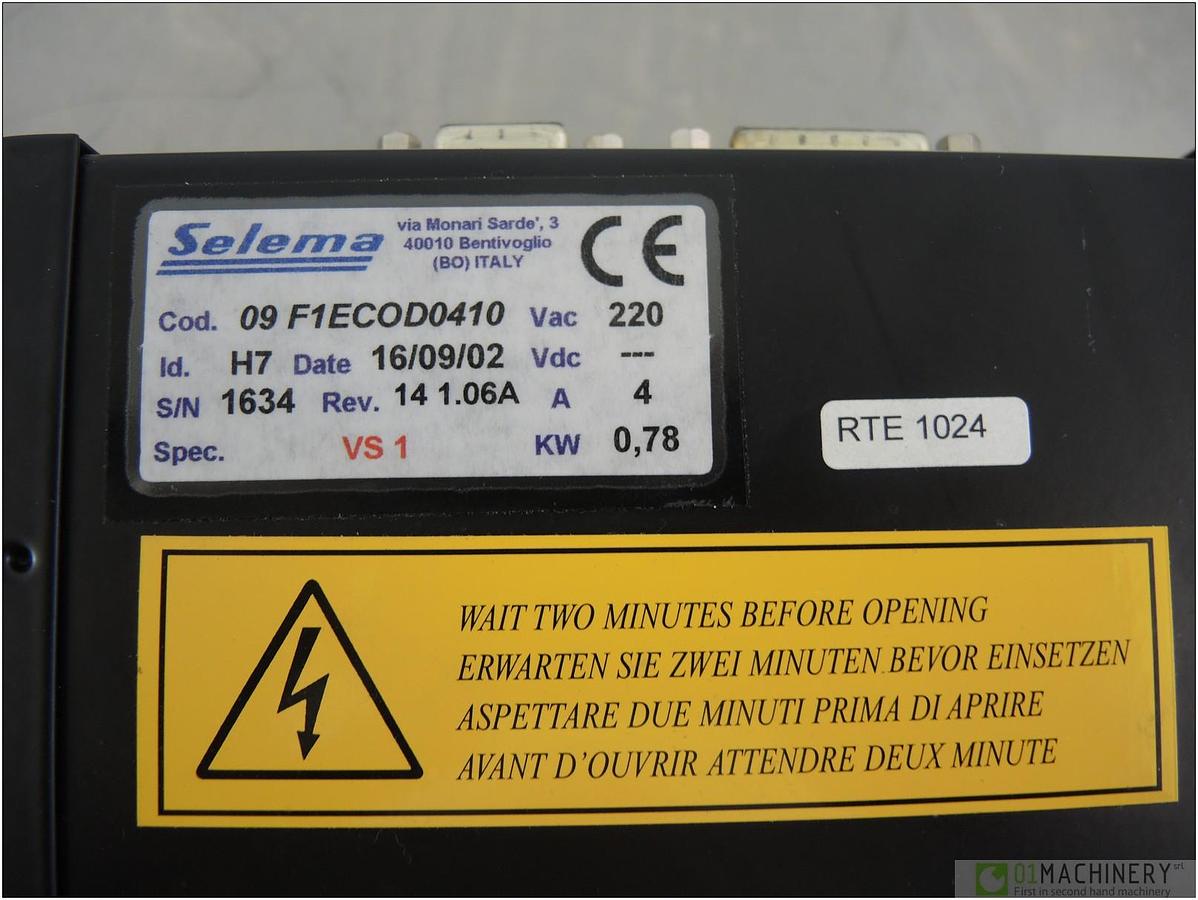 Selema
via Monari Sarde', 3
40010 Bentivoglio
(BO) ITALY
CE
Cod. 09 F1ECOD0410 Vac 220
Id. H7 Date 16/09/02 Vdc ---
S/N 1634 Rev. 14 1.06A A 4
Spec. VS 1 KW 0,78
RTE 1024
WAIT TWO MINUTES BEFORE OPENING
ERWARTEN SIE ZWEI MINUTEN BEVOR EINSETZEN
ASPETTARE DUE MINUTI PRIMA DI APRIRE
AVANT D'OUVRIR ATTENDRE DEUX MINUTE
01MACHINERY srl
First in second hand machinery